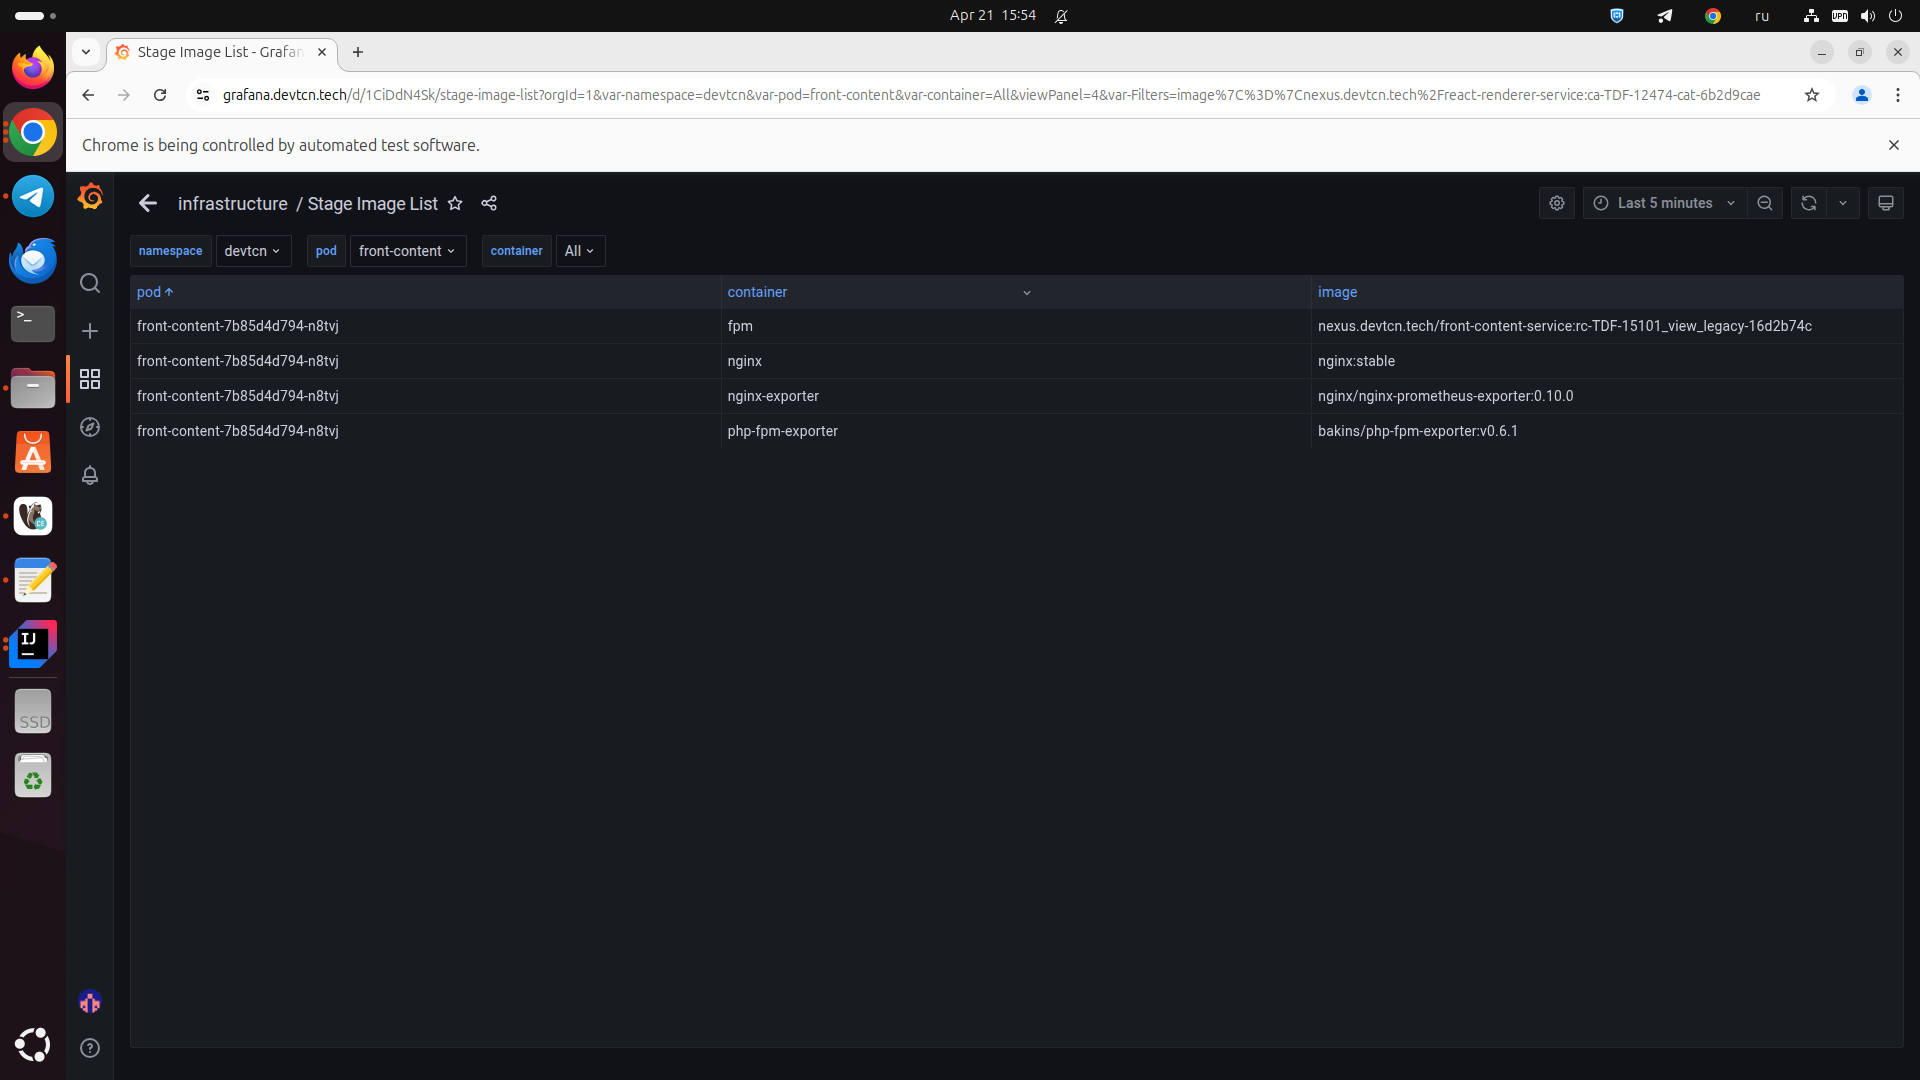 Apr 21 15:54
ru
VPN
Stage Image List - Grafan
grafana.devtcn.tech/d/1CiDdN4Sk/stage-image-list?orgId=1&var-namespace=devtcn&var-pod=front-content&var-container=All&viewPanel=4&var-Filters=image%7C%3D%7Cnexus.devtcn.tech%2Freact-renderer-service:ca-TDF-12474-cat-6b2d9cae
Chrome is being controlled by automated test software.
infrastructure / Stage Image List
Last 5 minutes
namespace devtcn pod front-content container All
pod container image
front-content-7b85d4d794-n8tvj fpm nexus.devtcn.tech/front-content-service:rc-TDF-15101_view_legacy-16d2b74c
front-content-7b85d4d794-n8tvj nginx nginx:stable
front-content-7b85d4d794-n8tvj nginx-exporter nginx/nginx-prometheus-exporter:0.10.0
front-content-7b85d4d794-n8tvj php-fpm-exporter bakins/php-fpm-exporter:v0.6.1
>_
A
CE
IJ
SSD